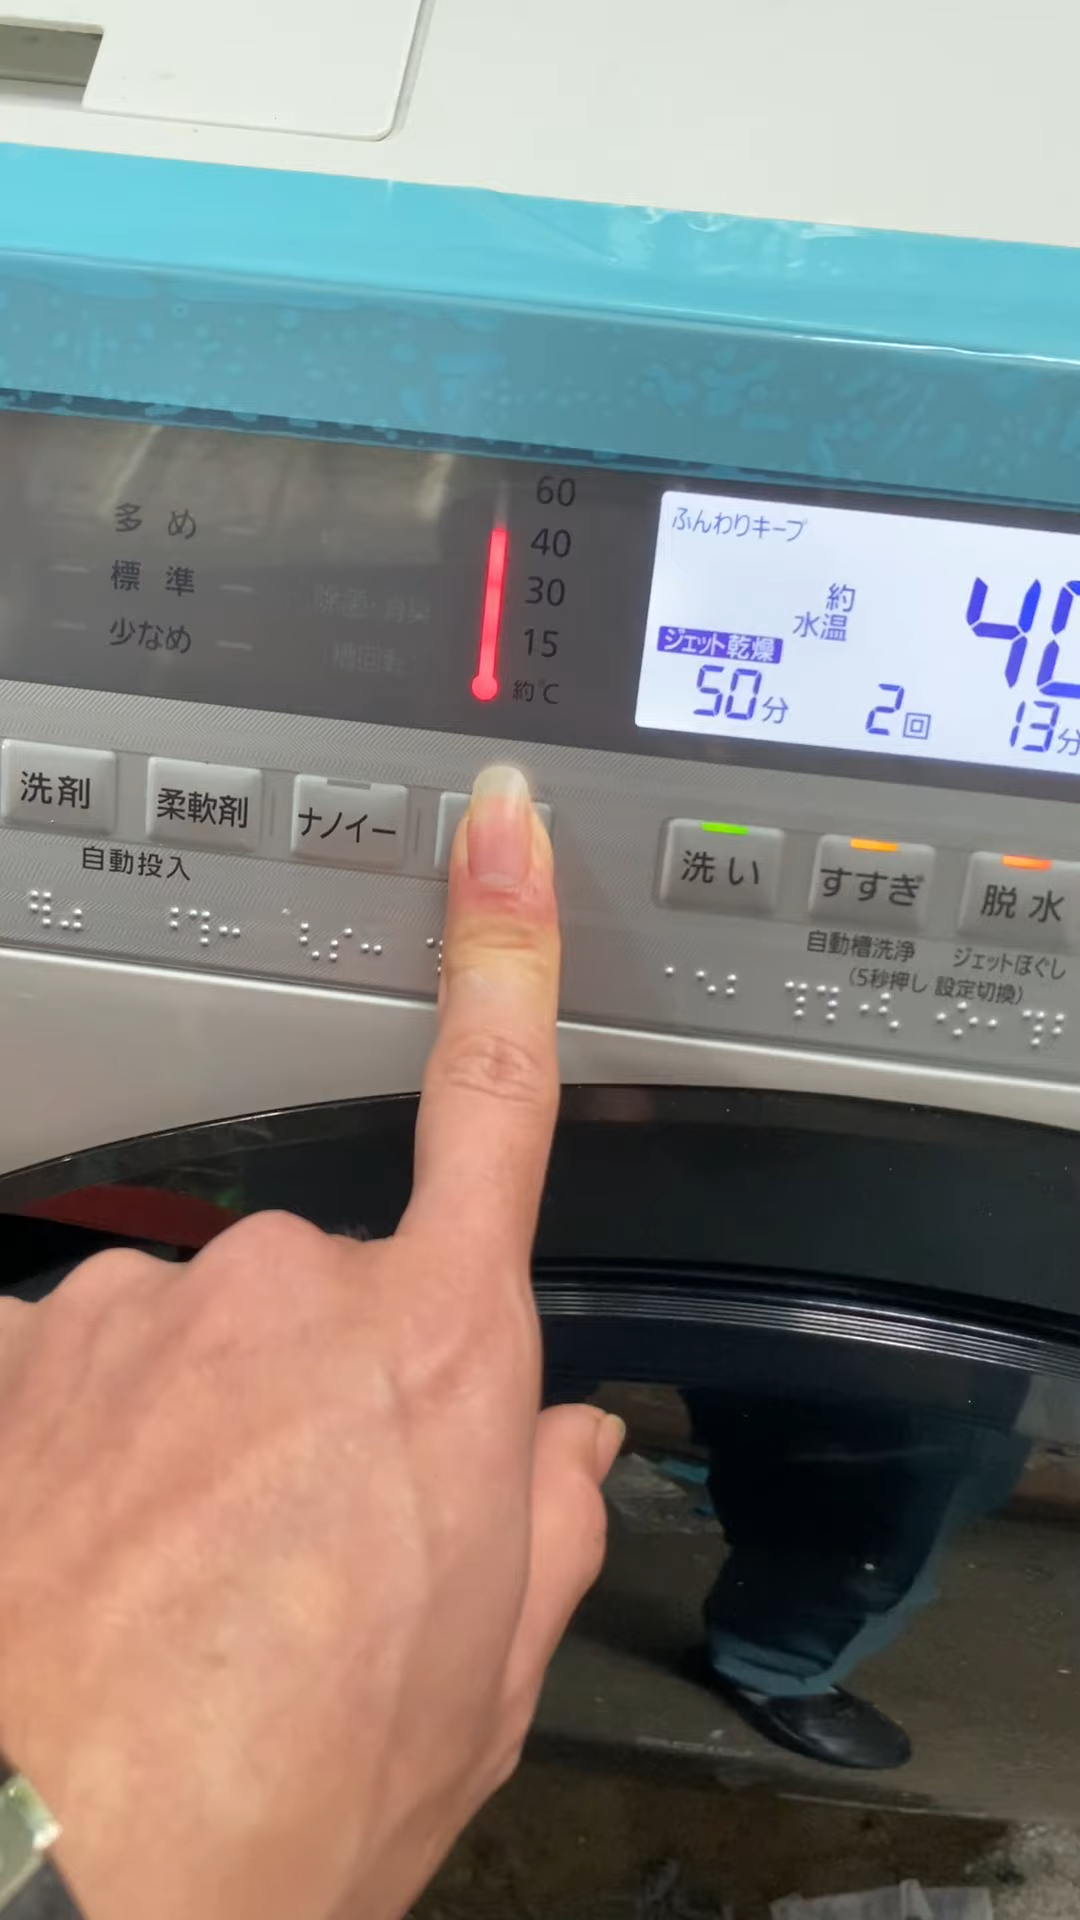 60
多め
40
標準
30
除菌・消臭
少なめ
15
槽回転
約℃
ふんわりキープ
約
水温
40
ジェット乾燥
50分
2回
13分
洗剤
柔軟剤
ナノイー
自動投入
洗い
すすぎ
脱水
自動槽洗浄
ジェットほぐし
(5秒押し 設定切換)